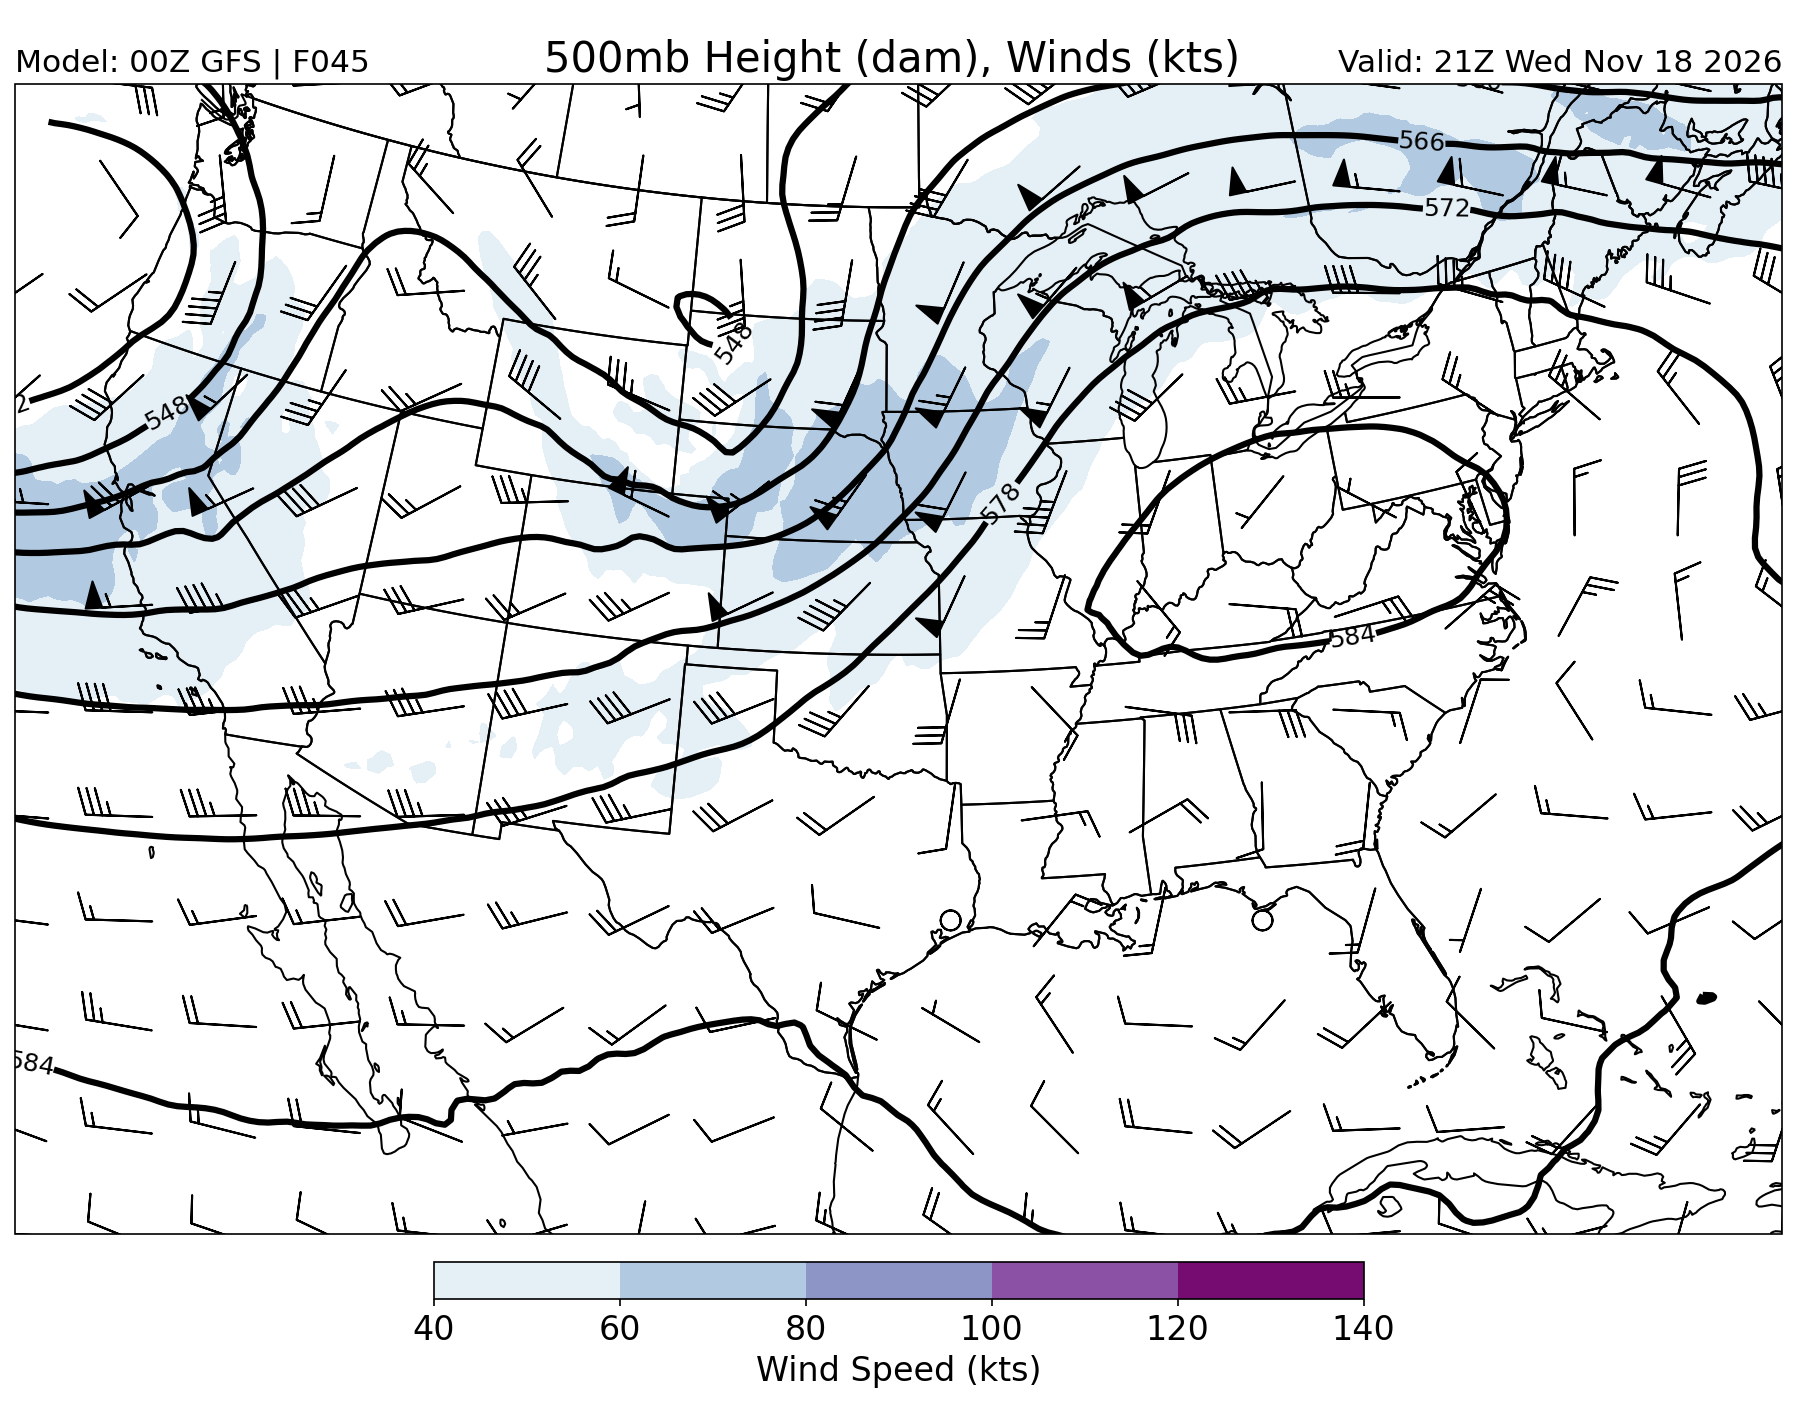 Model: 00Z GFS | F045
500mb Height (dam), Winds (kts)
Valid: 21Z Wed Nov 18 2026
566
572
548
2
548
578
584
584
40 60 80 100 120 140
Wind Speed (kts)